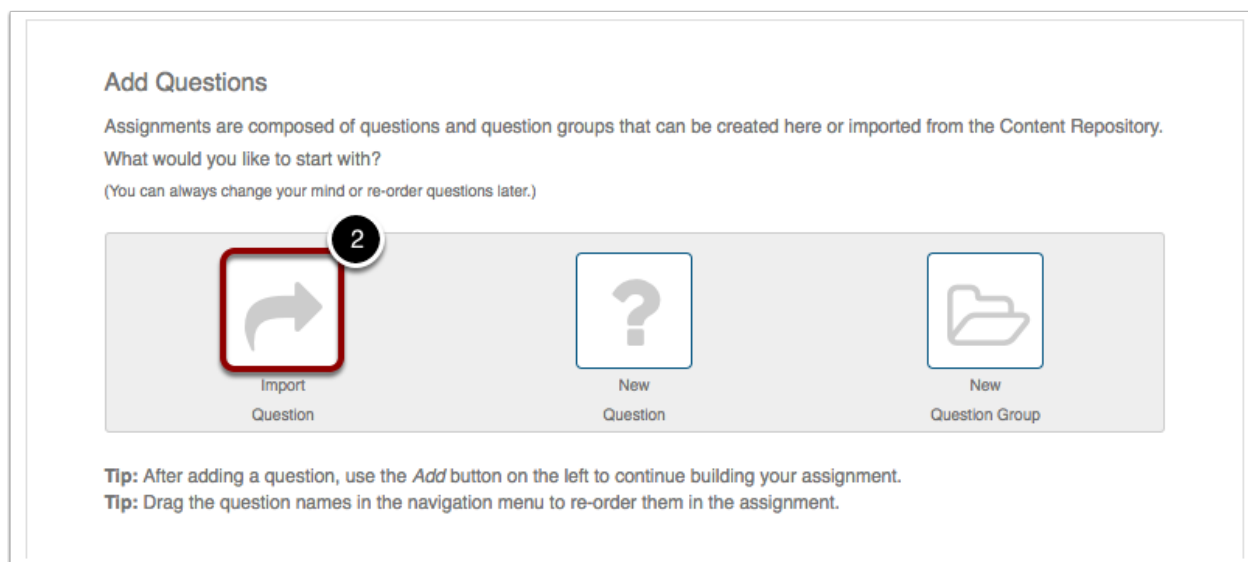 Add Questions
Assignments are composed of questions and question groups that can be created here or imported from the Content Repository.
What would you like to start with?
(You can always change your mind or re-order questions later.)
2
?
Import
Question
New
Question
New
Question Group
Tip: After adding a question, use the Add button on the left to continue building your assignment.
Tip: Drag the question names in the navigation menu to re-order them in the assignment.